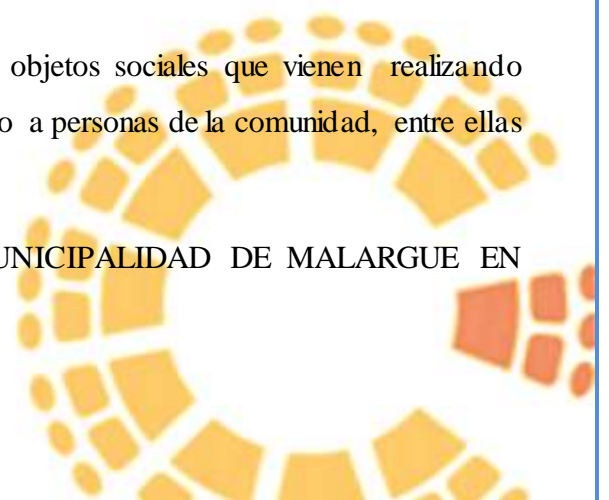 objetos sociales que vienen realizando
o a personas de la comunidad, entre ellas
UNICIPALIDAD DE MALARGUE EN